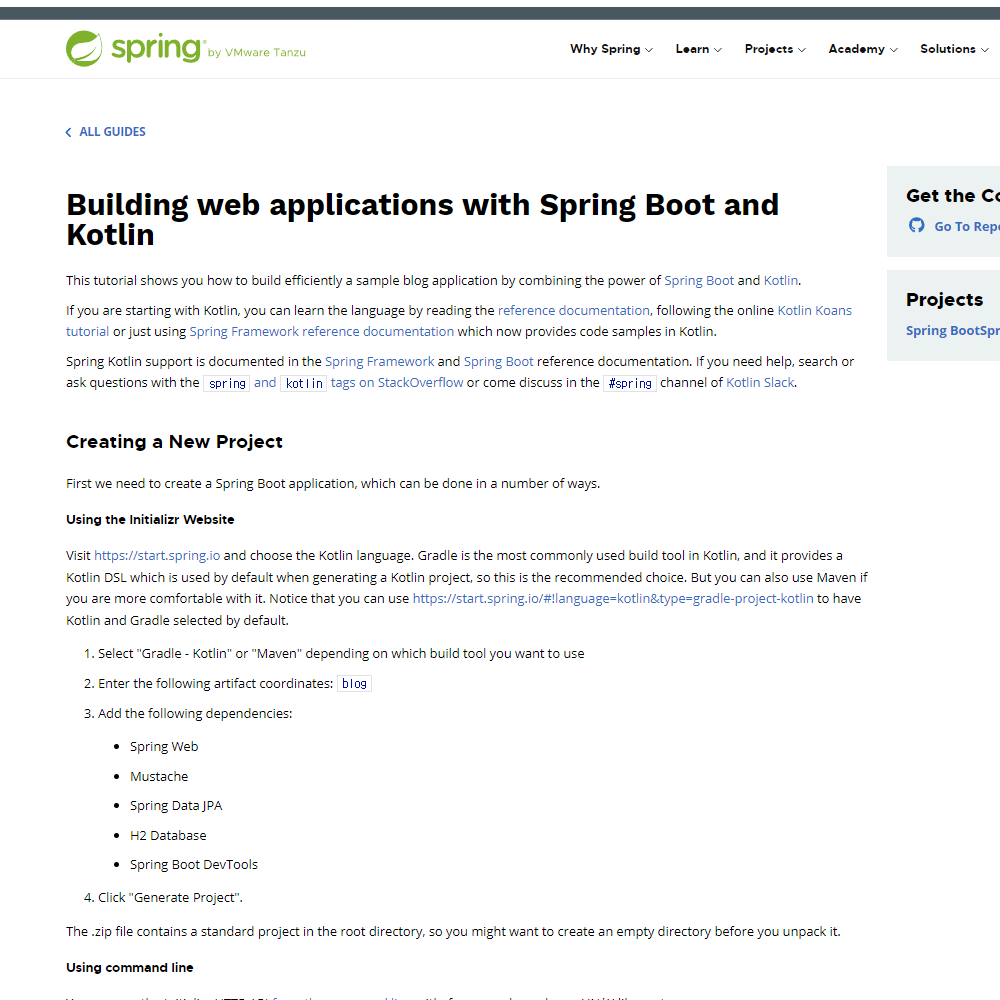 spring by VMware Tanzu
Why Spring Learn Projects Academy Solutions
ALL GUIDES
Building web applications with Spring Boot and
Kotlin
Get the
Go To
Projects
Spring Boot
This tutorial shows you how to build efficiently a sample blog application by combining the power of Spring Boot and Kotlin.
If you are starting with Kotlin, you can learn the language by reading the reference documentation, following the online Kotlin Koans
tutorial or just using Spring Framework reference documentation which now provides code samples in Kotlin.
Spring Kotlin support is documented in the Spring Framework and Spring Boot reference documentation. If you need help, search or
ask questions with the spring and kotlin tags on StackOverflow or come discuss in the #spring channel of Kotlin Slack.
Creating a New Project
First we need to create a Spring Boot application, which can be done in a number of ways.
Using the Initializr Website
Visit https://start.spring.io and choose the Kotlin language. Gradle is the most commonly used build tool in Kotlin, and it provides a
Kotlin DSL which is used by default when generating a Kotlin project, so this is the recommended choice. But you can also use Maven if
you are more comfortable with it. Notice that you can use https://start.spring.io/#!language=kotlin&type=gradle-project-kotlin to have
Kotlin and Gradle selected by default.
1. Select "Gradle - Kotlin" or "Maven" depending on which build tool you want to use
2. Enter the following artifact coordinates: blog
3. Add the following dependencies:
• Spring Web
• Mustache
• Spring Data JPA
• H2 Database
• Spring Boot DevTools
4. Click "Generate Project".
The .zip file contains a standard project in the root directory, so you might want to create an empty directory before you unpack it.
Using command line